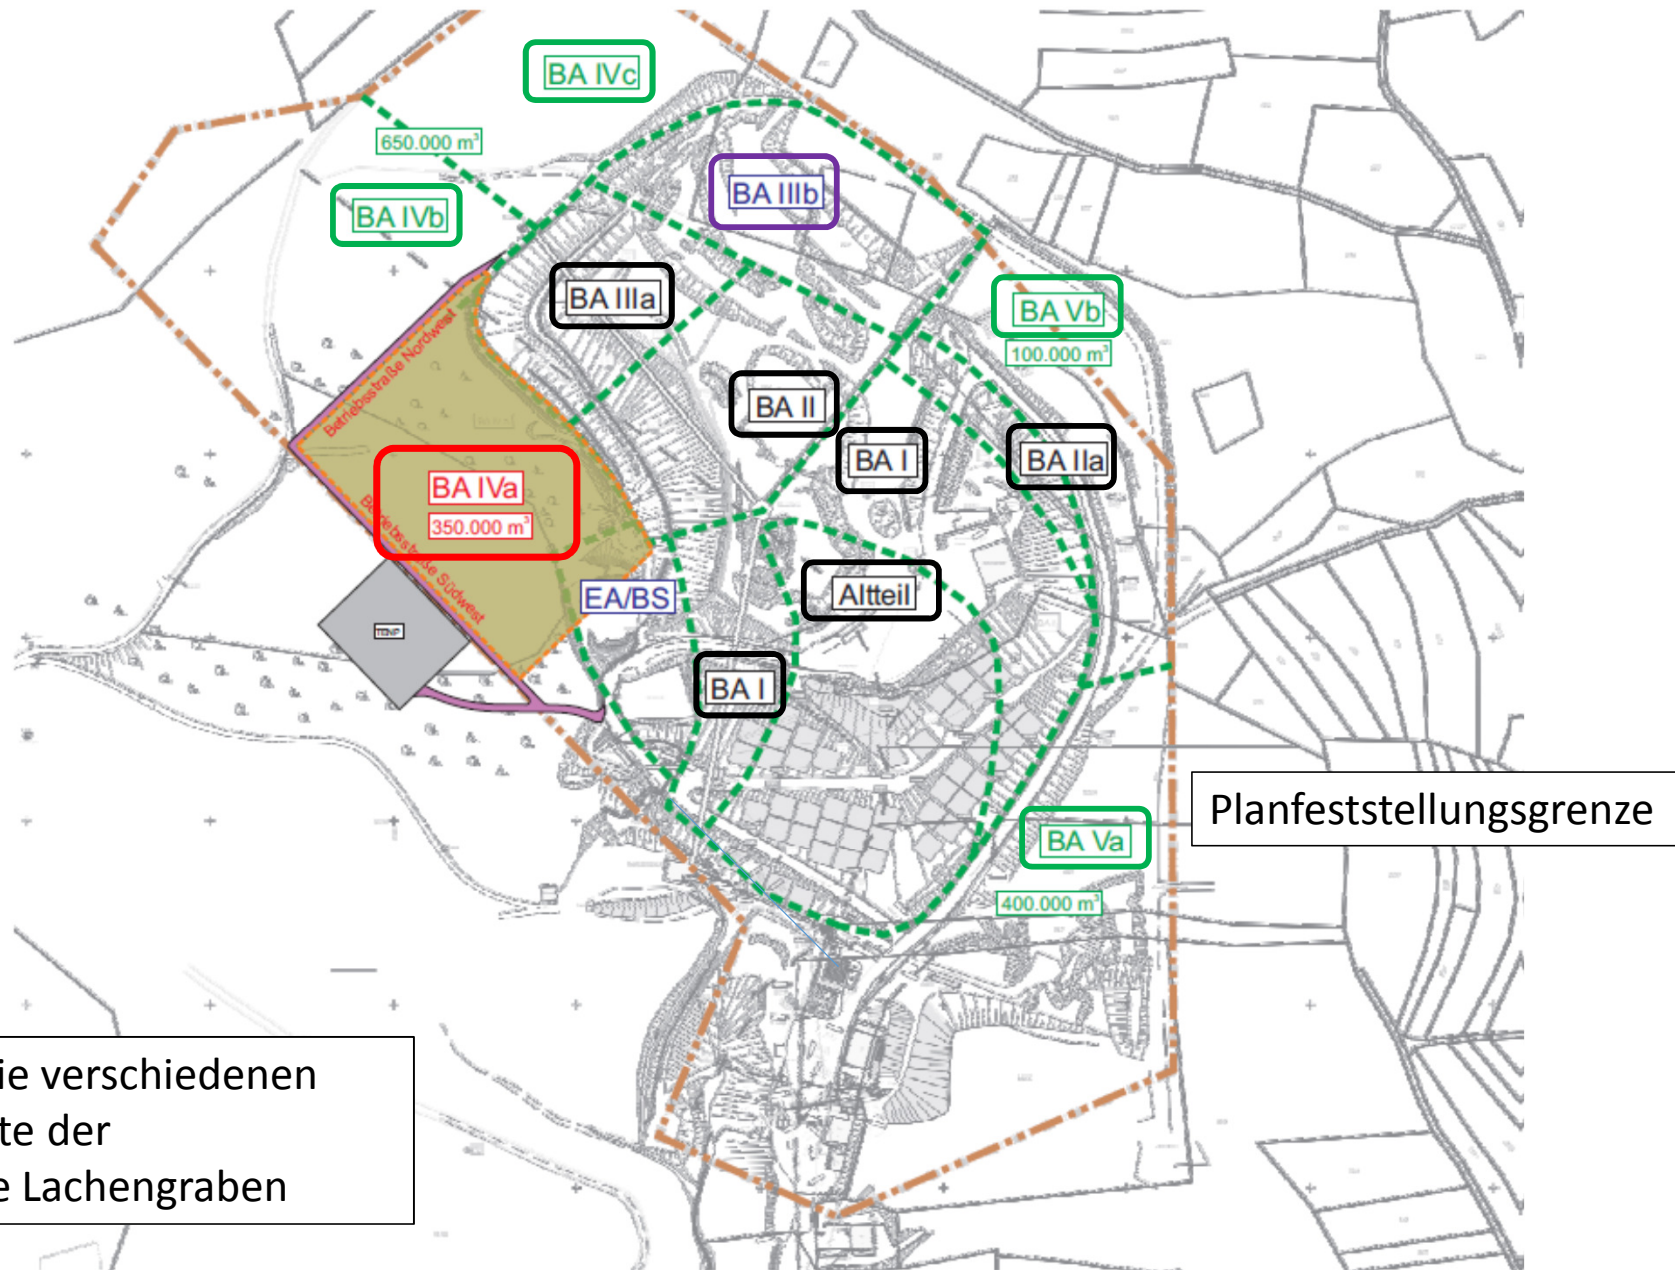 BA IVc
650.000 m³
BA IIIb
BA IVb
BA IIIa
BA Vb
100.000 m³
Betriebsstraße Nordwest
BA II
BA I
BA IIa
BA IVa
350.000 m³
Betriebsstraße Südwest
EA/BS
Altteil
TENP
BA I
Planfeststellungsgrenze
BA Va
400.000 m³
ie verschiedenen
te der
e Lachengraben